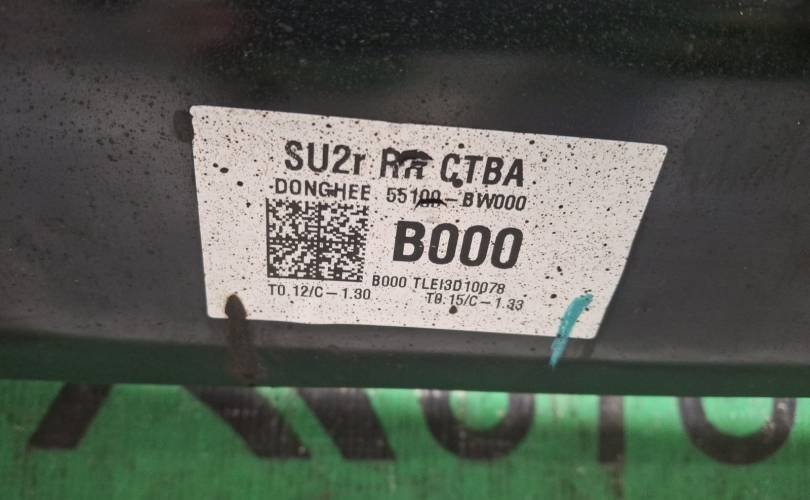 SU2r RR CTBA
DONGHEE 55100-BW000
B000
B000 TLEI3D10078
T0.12/C-1.30 T0.15/C-1.33